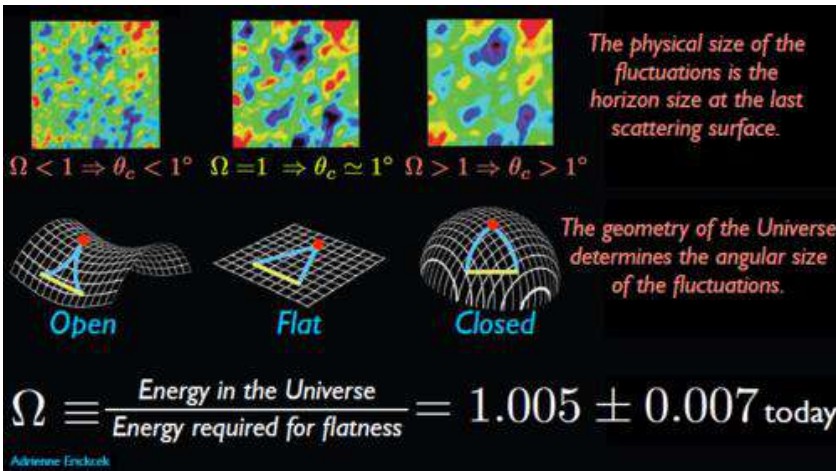 The physical size of the
fluctuations is the
horizon size at the last
scattering surface.
Ω < 1 ⇒ θc < 1°
Ω =1 ⇒ θc ≃ 1°
Ω > 1 ⇒ θc > 1°
The geometry of the Universe
determines the angular size
of the fluctuations.
Open
Flat
Closed
Ω ≡ Energy in the Universe
Energy required for flatness
= 1.005 ± 0.007 today
Adrienne Erickcek